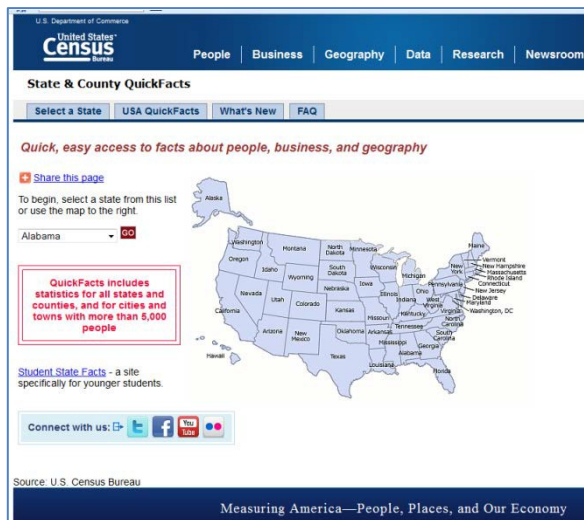 U.S. Department of Commerce
United States®
Census
Bureau
People
Business
Geography
Data
Research
Newsroom
State & County QuickFacts
Select a State
USA QuickFacts
What's New
FAQ
Quick, easy access to facts about people, business, and geography
Share this page
To begin, select a state from this list
or use the map to the right.
Alabama
GO
QuickFacts includes
statistics for all states and
counties, and for cities and
towns with more than 5,000
people
Student State Facts - a site
specifically for younger students.
Connect with us:
You
Tube
Alaska
Washington
Oregon
California
Nevada
Idaho
Montana
Wyoming
Utah
Colorado
Arizona
New
Mexico
North
Dakota
South
Dakota
Nebraska
Kansas
Oklahoma
Texas
Minnesota
Iowa
Missouri
Arkansas
Louisiana
Wisconsin
Illinois
Michigan
Indiana
Ohio
Kentucky
Tennessee
Mississippi
Alabama
Georgia
Florida
South
Carolina
North
Carolina
Virginia
West
Virginia
Pennsylvania
New
York
Maine
Vermont
New Hampshire
Massachusetts
Rhode Island
Connecticut
New Jersey
Delaware
Maryland
Washington, DC
Hawaii
Source: U.S. Census Bureau
Measuring America—People, Places, and Our Economy